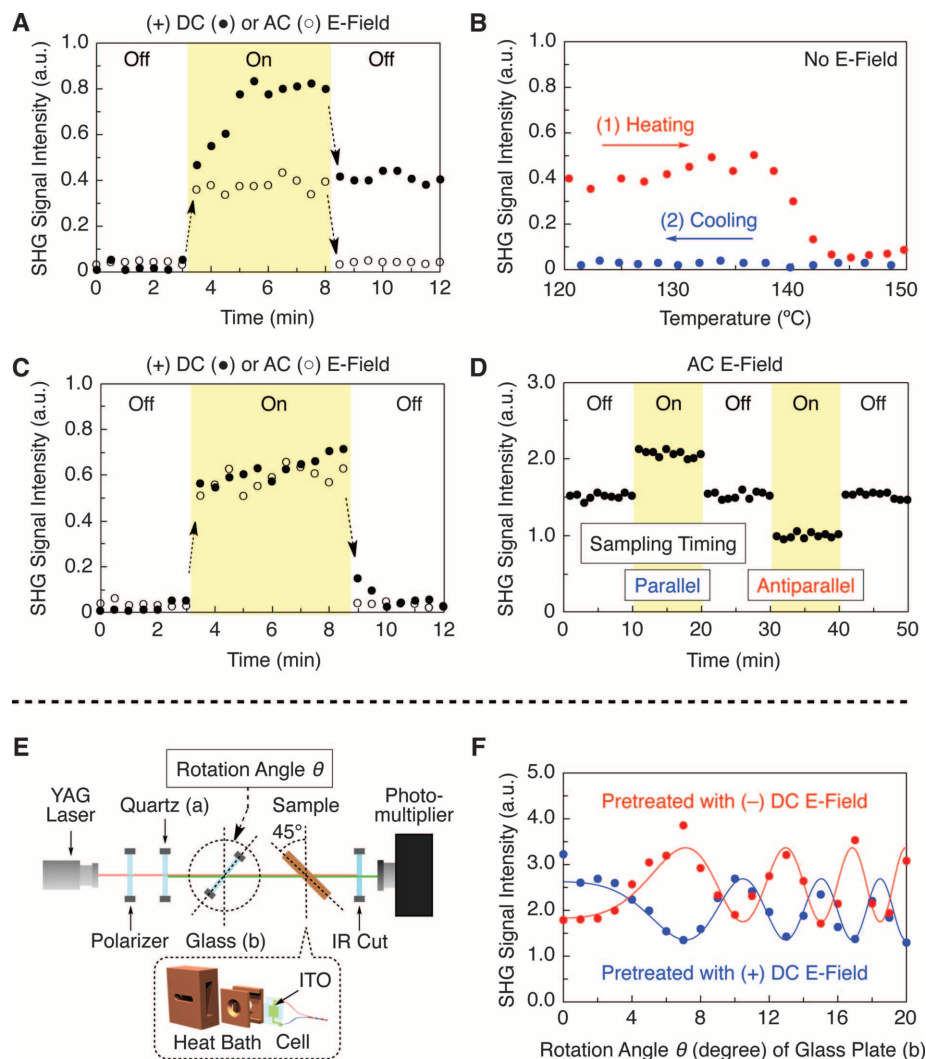 A
(+) DC (●) or AC (○) E-Field
SHG Signal Intensity (a.u.)
1.0
0.8
0.6
0.4
0.2
0
Off
On
Off
0 2 4 6 8 10 12
Time (min)
B
SHG Signal Intensity (a.u.)
1.0
0.8
0.6
0.4
0.2
0
No E-Field
(1) Heating
(2) Cooling
120 130 140 150
Temperature (ºC)
C
(+) DC (●) or AC (○) E-Field
SHG Signal Intensity (a.u.)
1.0
0.8
0.6
0.4
0.2
0
Off
On
Off
0 2 4 6 8 10 12
Time (min)
D
AC E-Field
SHG Signal Intensity (a.u.)
3.0
2.0
1.0
0
Off
On
Off
On
Off
Sampling Timing
Parallel
Antiparallel
0 10 20 30 40 50
Time (min)
E
Rotation Angle θ
YAG
Laser
Quartz (a)
Sample
45°
Photo-
multiplier
Polarizer
Glass (b)
IR Cut
ITO
Heat Bath
Cell
F
SHG Signal Intensity (a.u.)
5.0
4.0
3.0
2.0
1.0
0.0
Pretreated with (–) DC E-Field
Pretreated with (+) DC E-Field
0 4 8 12 16 20
Rotation Angle θ (degree) of Glass Plate (b)